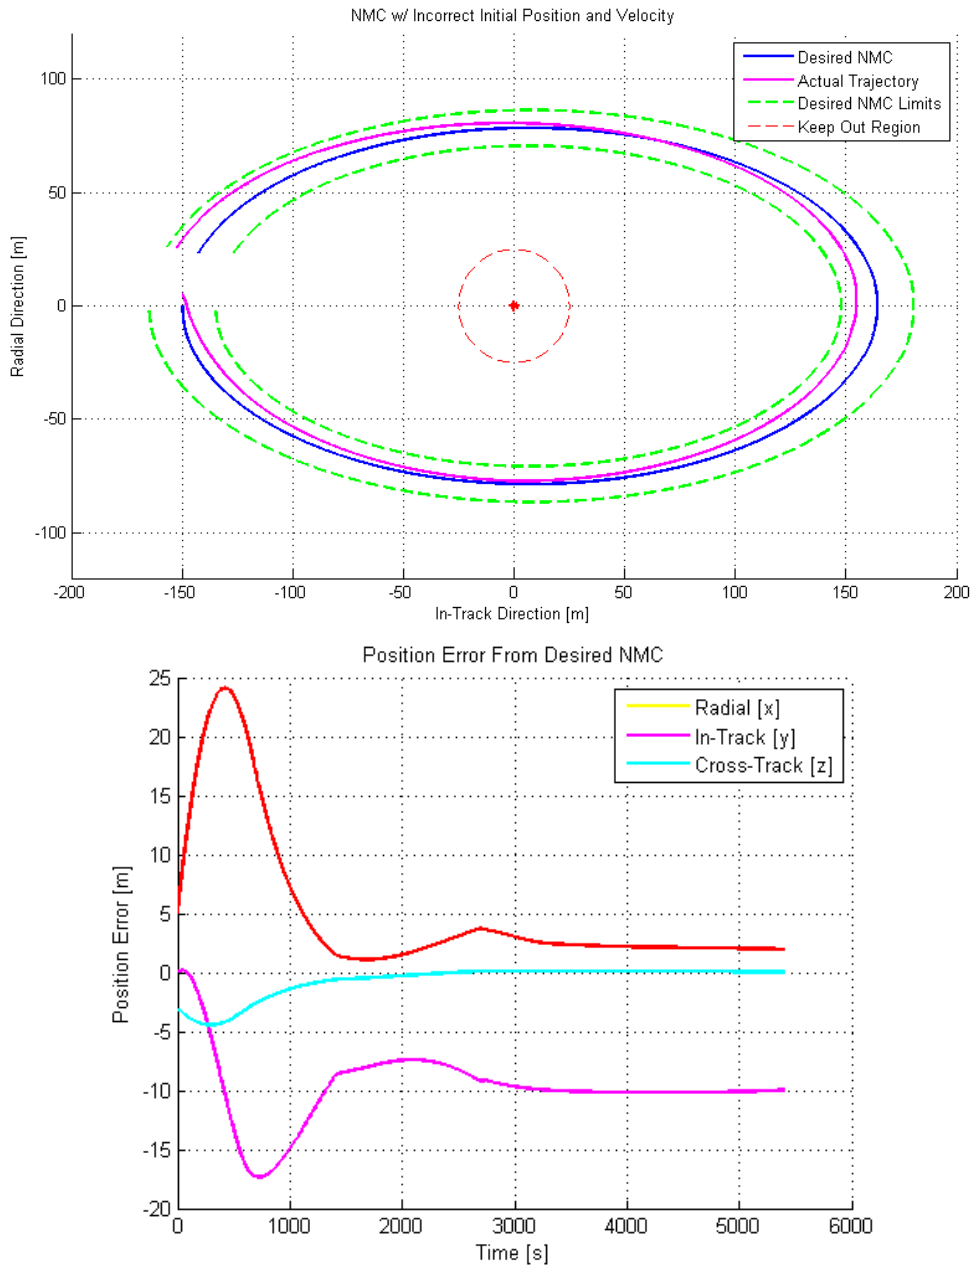 NMC w/ Incorrect Initial Position and Velocity
Desired NMC
Actual Trajectory
Desired NMC Limits
Keep Out Region
Radial Direction [m]
100
50
0
-50
-100
-200 -150 -100 -50 0 50 100 150 200
In-Track Direction [m]
Position Error From Desired NMC
Radial [x]
In-Track [y]
Cross-Track [z]
Position Error [m]
25
20
15
10
5
0
-5
-10
-15
-20
0 1000 2000 3000 4000 5000 6000
Time [s]